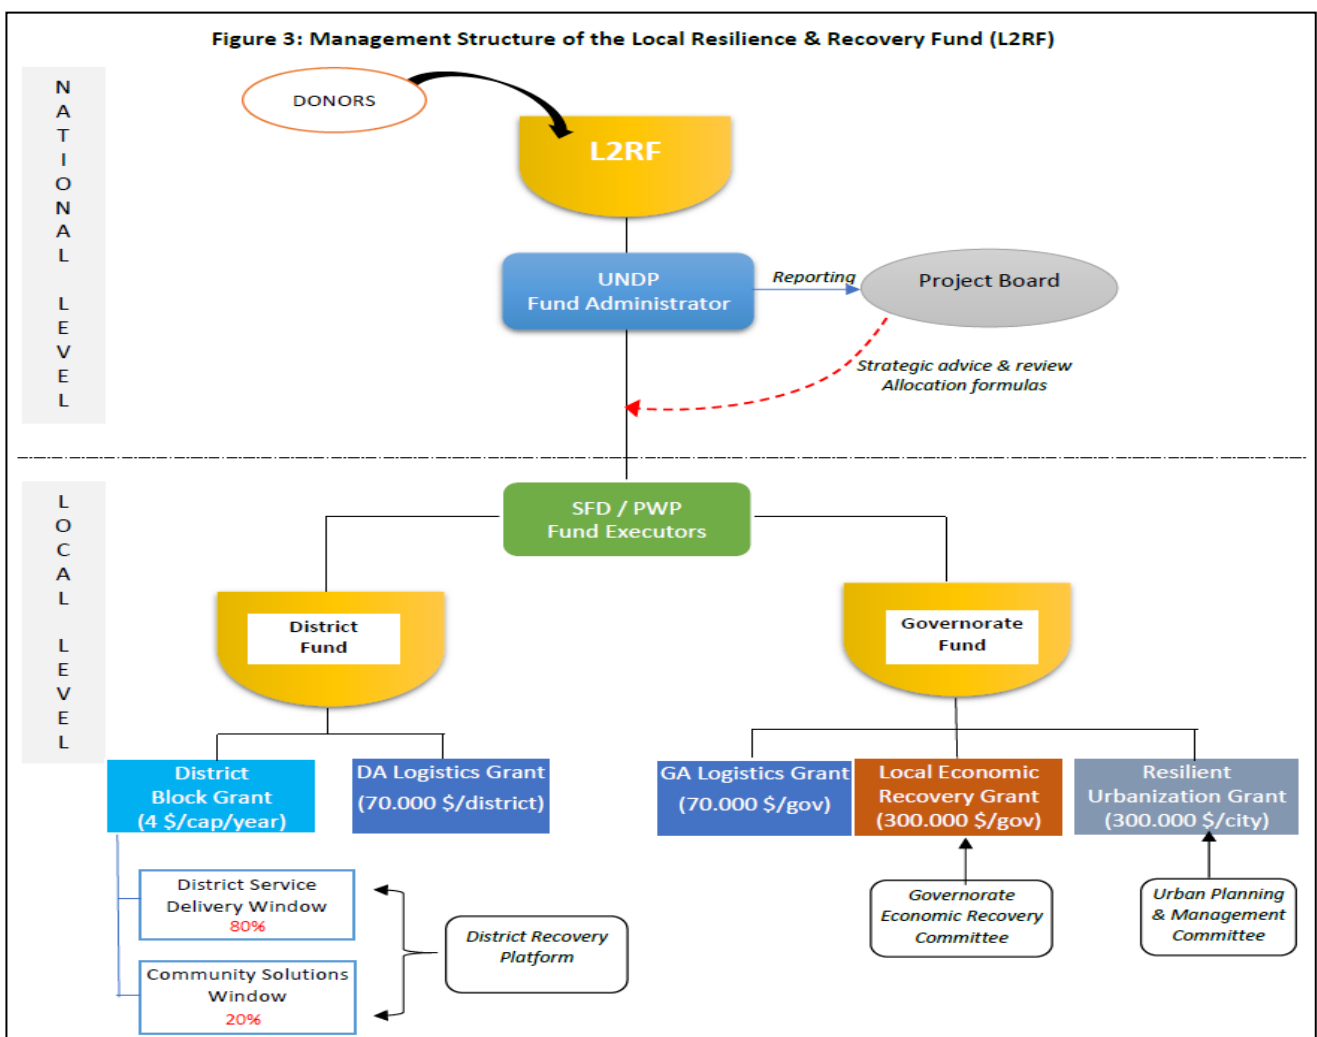 Figure 3: Management Structure of the Local Resilience & Recovery Fund (L2RF)
NATIONAL LEVEL
DONORS
L2RF
UNDP
Fund Administrator
Reporting
Project Board
Strategic advice & review
Allocation formulas
LOCAL LEVEL
SFD / PWP
Fund Executors
District
Fund
Governorate
Fund
District
Block Grant
(4 $/cap/year)
DA Logistics Grant
(70.000 $/district)
GA Logistics Grant
(70.000 $/gov)
Local Economic
Recovery Grant
(300.000 $/gov)
Resilient
Urbanization Grant
(300.000 $/city)
District Service
Delivery Window
80%
Community Solutions
Window
20%
District Recovery
Platform
Governorate
Economic Recovery
Committee
Urban Planning
& Management
Committee